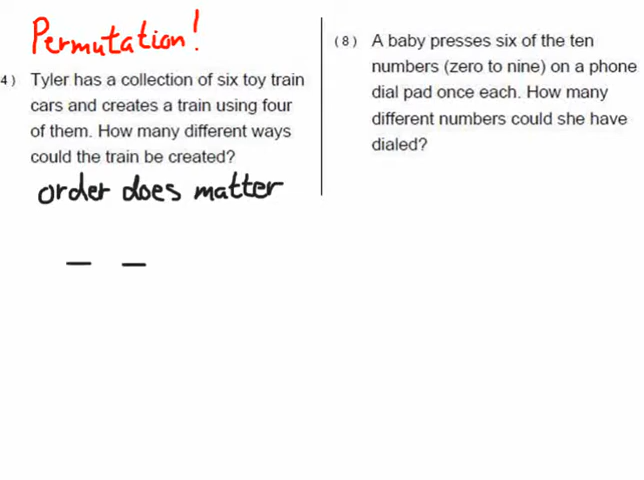 Permutation!
4) Tyler has a collection of six toy train
cars and creates a train using four
of them. How many different ways
could the train be created?
order does matter
(8) A baby presses six of the ten
numbers (zero to nine) on a phone
dial pad once each. How many
different numbers could she have
dialed?